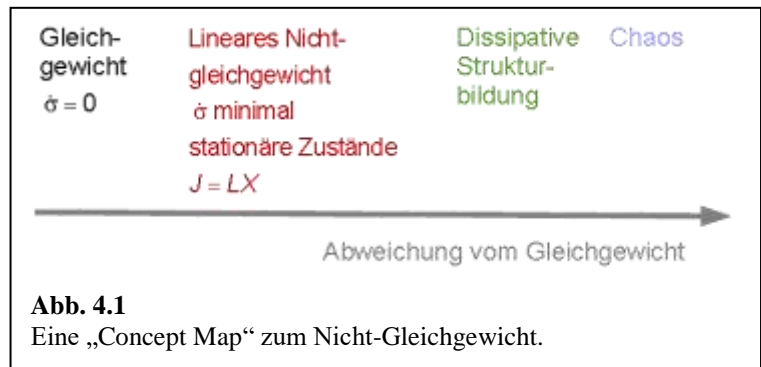 Gleich-
gewicht
σ̇ = 0
Lineares Nicht-
gleichgewicht
σ̇ minimal
stationäre Zustände
J = LX
Dissipative
Struktur-
bildung
Chaos
Abweichung vom Gleichgewicht
Abb. 4.1
Eine „Concept Map“ zum Nicht-Gleichgewicht.